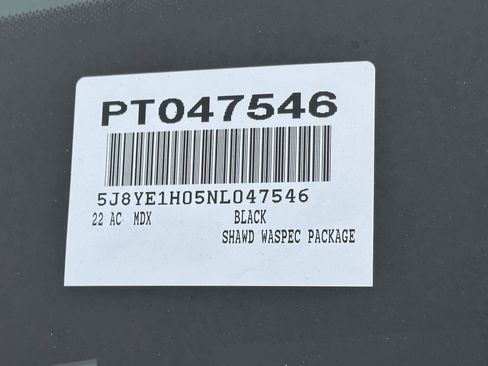 PT047546
5J8YE1H05NL047546
22 AC MDX BLACK
SHAWD WASPEC PACKAGE